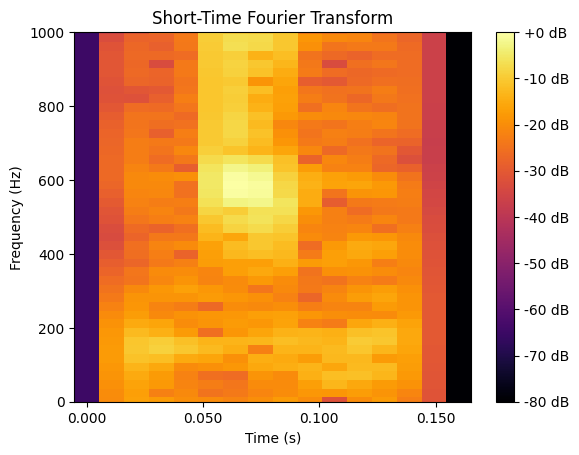 Short-Time Fourier Transform
Frequency (Hz)
1000
800
600
400
200
0
0.000
0.050
0.100
0.150
Time (s)
+0 dB
-10 dB
-20 dB
-30 dB
-40 dB
-50 dB
-60 dB
-70 dB
-80 dB